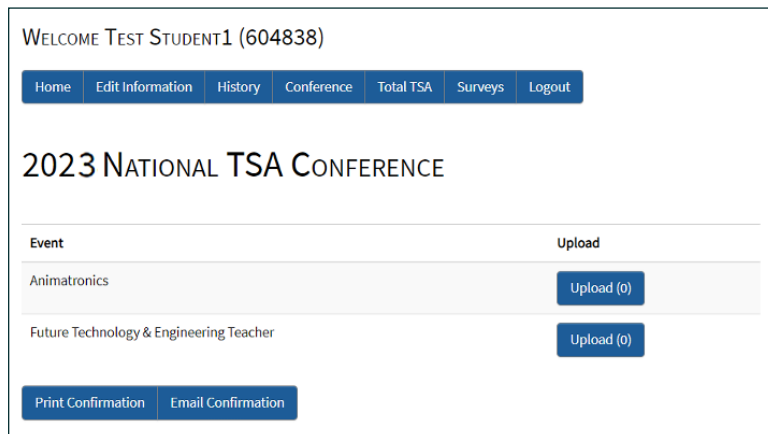 Welcome Test Student1 (604838)
Home Edit Information History Conference Total TSA Surveys Logout
2023 National TSA Conference
Event Upload
Animatronics Upload (0)
Future Technology & Engineering Teacher Upload (0)
Print Confirmation Email Confirmation